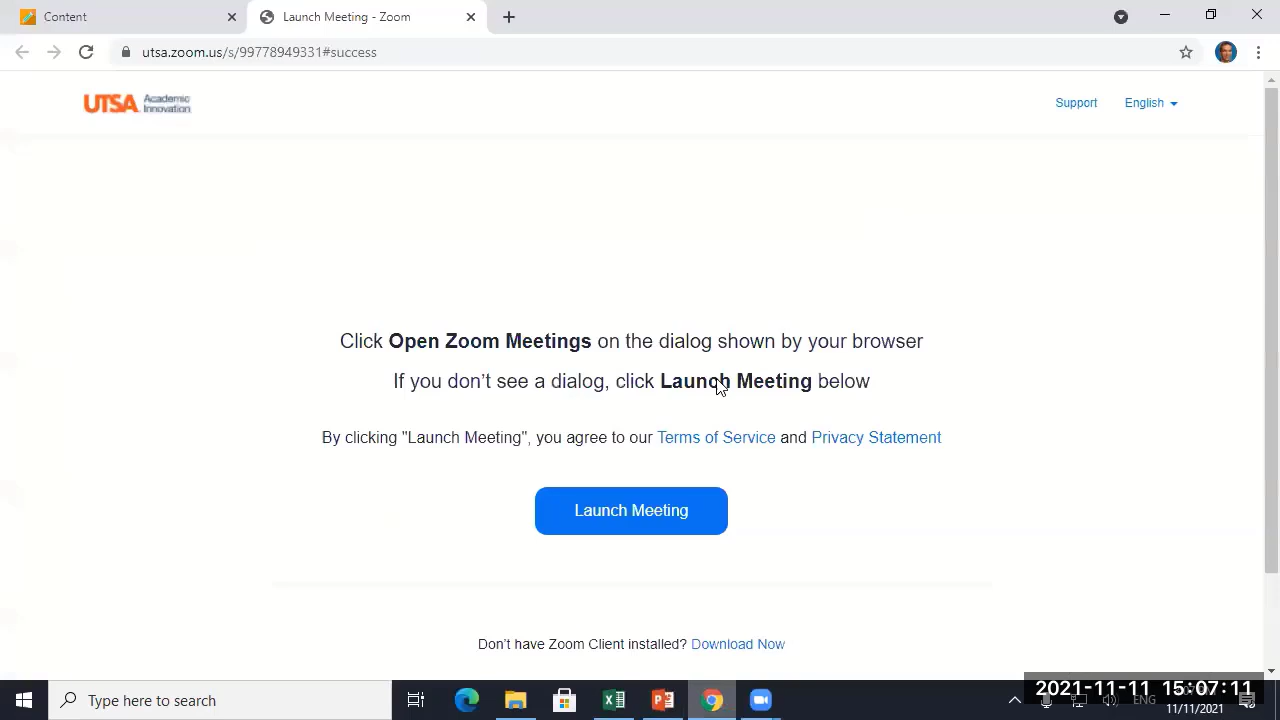 Content
Launch Meeting - Zoom
utsa.zoom.us/s/99778949331#success
UTSA Academic Innovation
Support
English
Click Open Zoom Meetings on the dialog shown by your browser
If you don't see a dialog, click Launch Meeting below
By clicking "Launch Meeting", you agree to our Terms of Service and Privacy Statement
Launch Meeting
Don't have Zoom Client installed? Download Now
Type here to search
2021-11-11 15:07:11
ENG
11/11/2021